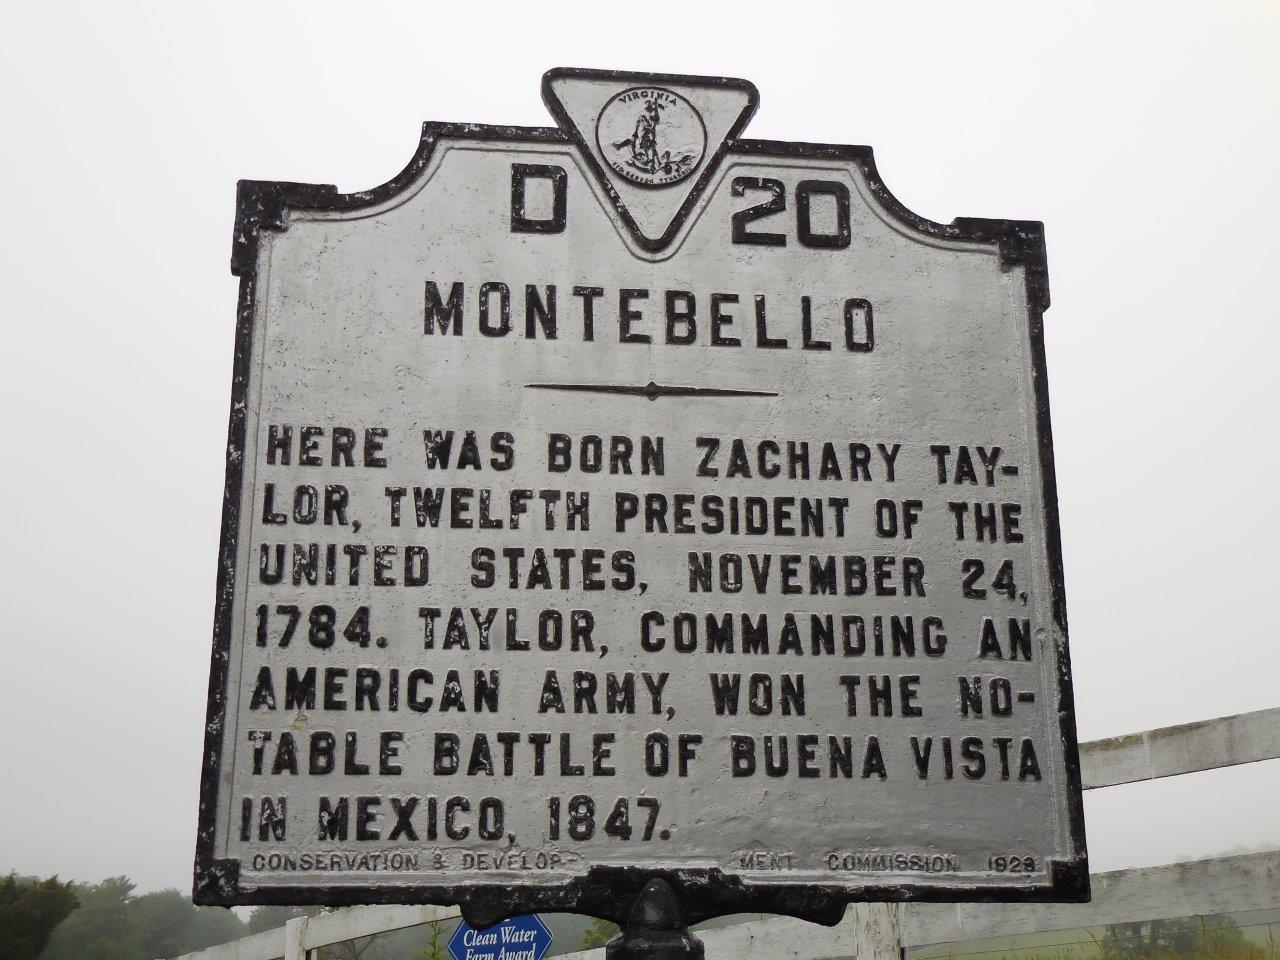 VIRGINIA
D 20
MONTEBELLO
HERE WAS BORN ZACHARY TAY-
LOR, TWELFTH PRESIDENT OF THE
UNITED STATES, NOVEMBER 24,
1784. TAYLOR, COMMANDING AN
AMERICAN ARMY, WON THE NO-
TABLE BATTLE OF BUENA VISTA
IN MEXICO, 1847.
CONSERVATION & DEVELOP- MENT COMMISSION 1928
Clean Water
Farm Award